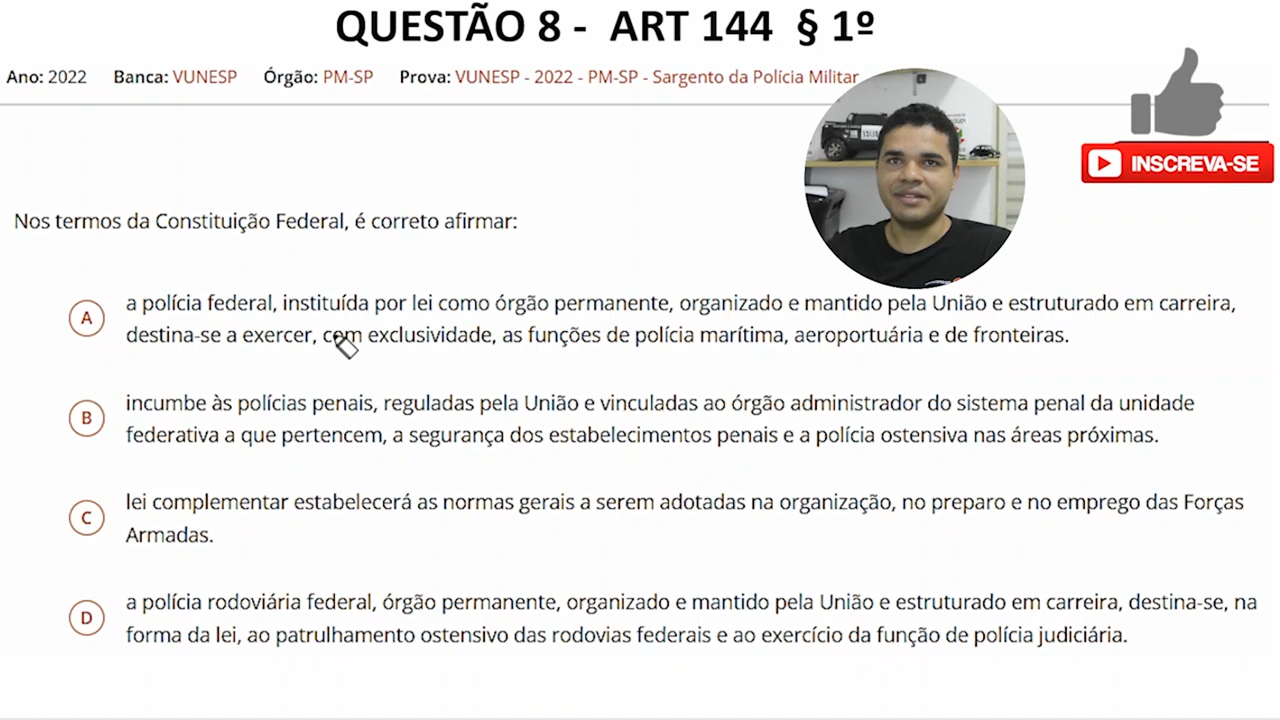 QUESTÃO 8 - ART 144 § 1º
Ano: 2022 Banca: VUNESP Órgão: PM-SP Prova: VUNESP - 2022 - PM-SP - Sargento da Polícia Militar
INSCREVA-SE
Nos termos da Constituição Federal, é correto afirmar:
A
a polícia federal, instituída por lei como órgão permanente, organizado e mantido pela União e estruturado em carreira,
destina-se a exercer, com exclusividade, as funções de polícia marítima, aeroportuária e de fronteiras.
B
incumbe às polícias penais, reguladas pela União e vinculadas ao órgão administrador do sistema penal da unidade
federativa a que pertencem, a segurança dos estabelecimentos penais e a polícia ostensiva nas áreas próximas.
C
lei complementar estabelecerá as normas gerais a serem adotadas na organização, no preparo e no emprego das Forças
Armadas.
D
a polícia rodoviária federal, órgão permanente, organizado e mantido pela União e estruturado em carreira, destina-se, na
forma da lei, ao patrulhamento ostensivo das rodovias federais e ao exercício da função de polícia judiciária.